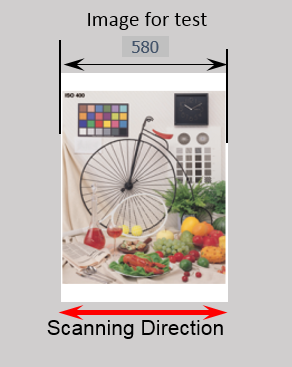 Image for test
580
ISO 400
Scanning Direction